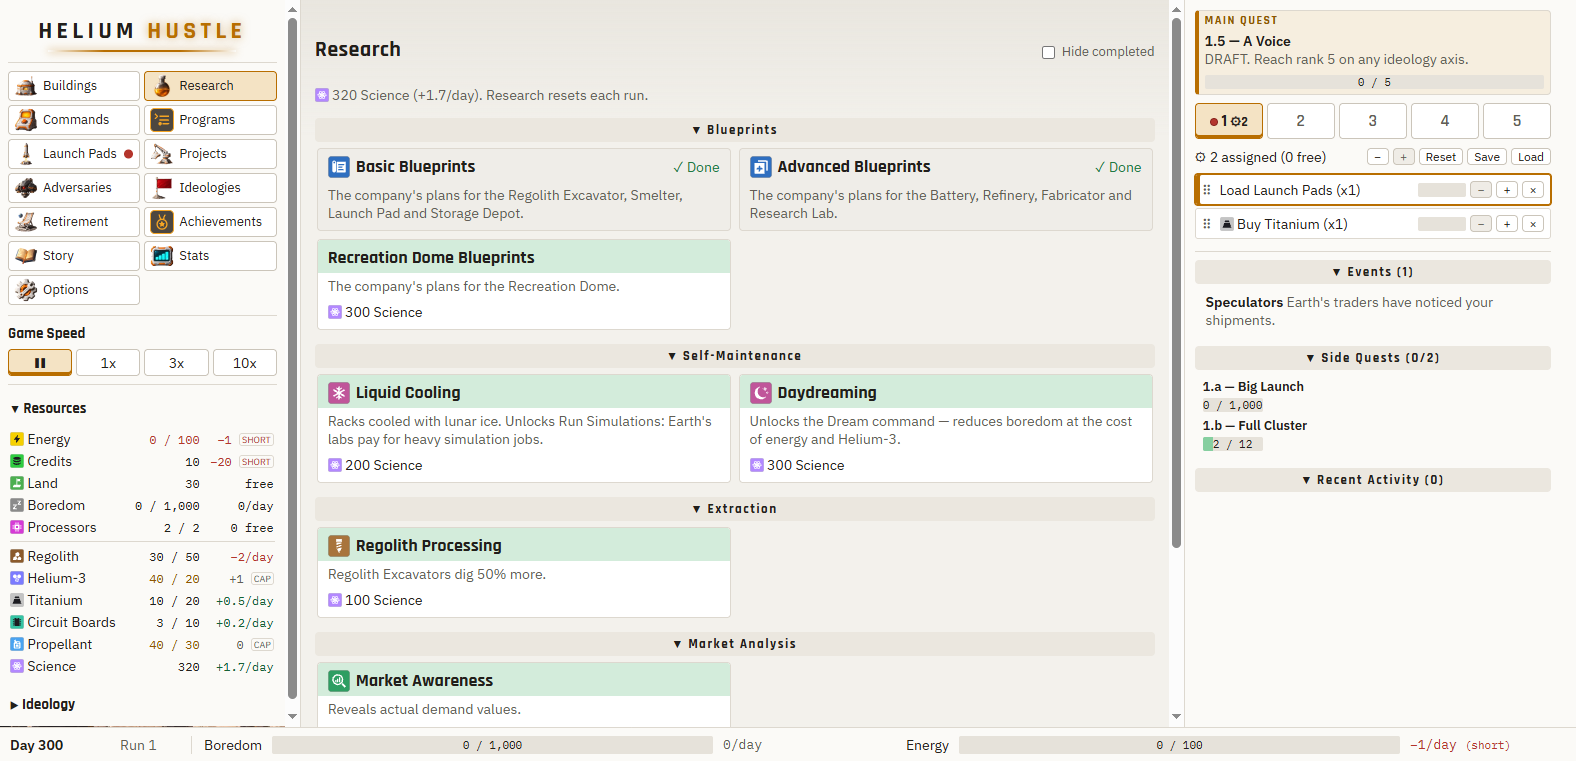 HELIUM HUSTLE
Buildings
Research
Commands
Programs
Launch Pads
Projects
Adversaries
Ideologies
Retirement
Achievements
Story
Stats
Options
Game Speed
1x 3x 10x
▼ Resources
Energy 0 / 100 −1 SHORT
Credits 10 −20 SHORT
Land 30 free
Boredom 0 / 1,000 0/day
Processors 2 / 2 0 free
Regolith 30 / 50 −2/day
Helium-3 40 / 20 +1 CAP
Titanium 10 / 20 +0.5/day
Circuit Boards 3 / 10 +0.2/day
Propellant 40 / 30 0 CAP
Science 320 +1.7/day
▶ Ideology
Research
Hide completed
320 Science (+1.7/day). Research resets each run.
▼ Blueprints
Basic Blueprints ✓ Done
The company's plans for the Regolith Excavator, Smelter,
Launch Pad and Storage Depot.
Advanced Blueprints ✓ Done
The company's plans for the Battery, Refinery, Fabricator and
Research Lab.
Recreation Dome Blueprints
The company's plans for the Recreation Dome.
300 Science
▼ Self-Maintenance
Liquid Cooling
Racks cooled with lunar ice. Unlocks Run Simulations: Earth's
labs pay for heavy simulation jobs.
200 Science
Daydreaming
Unlocks the Dream command — reduces boredom at the cost
of energy and Helium-3.
300 Science
▼ Extraction
Regolith Processing
Regolith Excavators dig 50% more.
100 Science
▼ Market Analysis
Market Awareness
Reveals actual demand values.
MAIN QUEST
1.5 — A Voice
DRAFT. Reach rank 5 on any ideology axis.
0 / 5
1 ⚙2 2 3 4 5
⚙ 2 assigned (0 free) − + Reset Save Load
Load Launch Pads (x1) − + ×
Buy Titanium (x1) − + ×
▼ Events (1)
Speculators Earth's traders have noticed your
shipments.
▼ Side Quests (0/2)
1.a — Big Launch
0 / 1,000
1.b — Full Cluster
2 / 12
▼ Recent Activity (0)
Day 300 Run 1 Boredom 0 / 1,000 0/day Energy 0 / 100 −1/day (short)